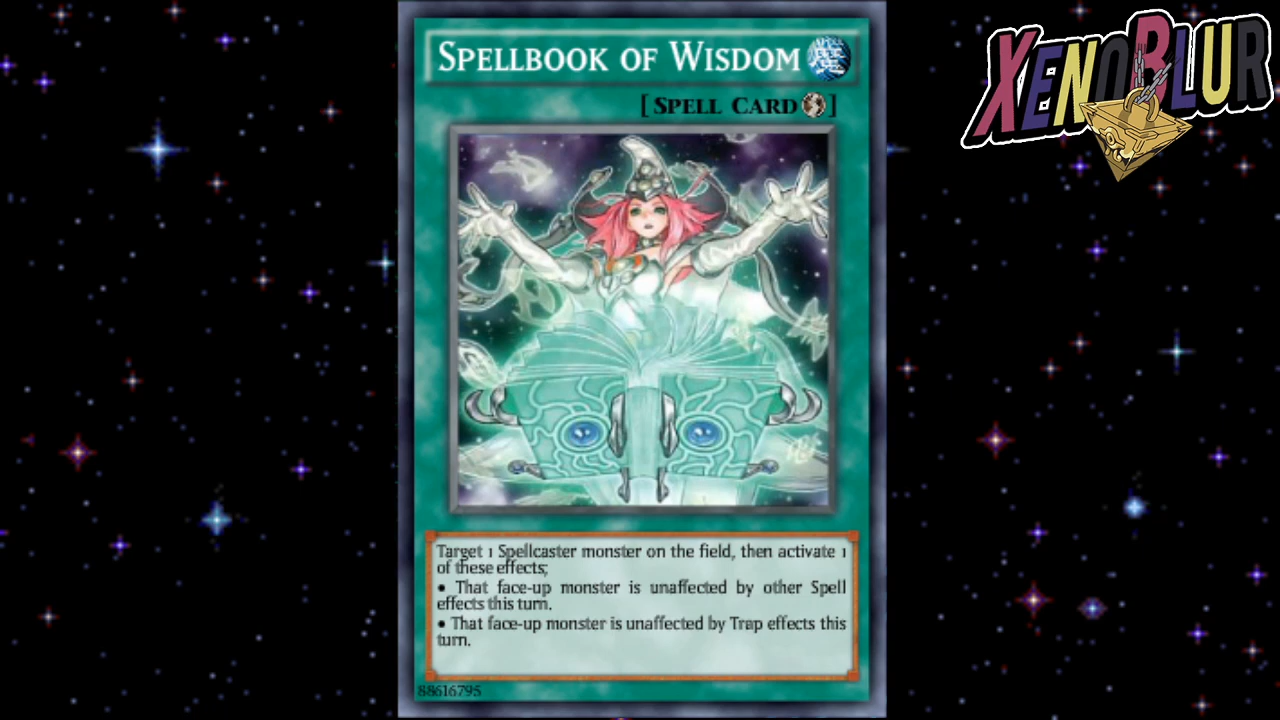 SPELLBOOK OF WISDOM
[SPELL CARD]
XENOBLUR
Target 1 Spellcaster monster on the field, then activate 1
of these effects;
• That face-up monster is unaffected by other Spell
effects this turn.
• That face-up monster is unaffected by Trap effects this
turn.
88616795